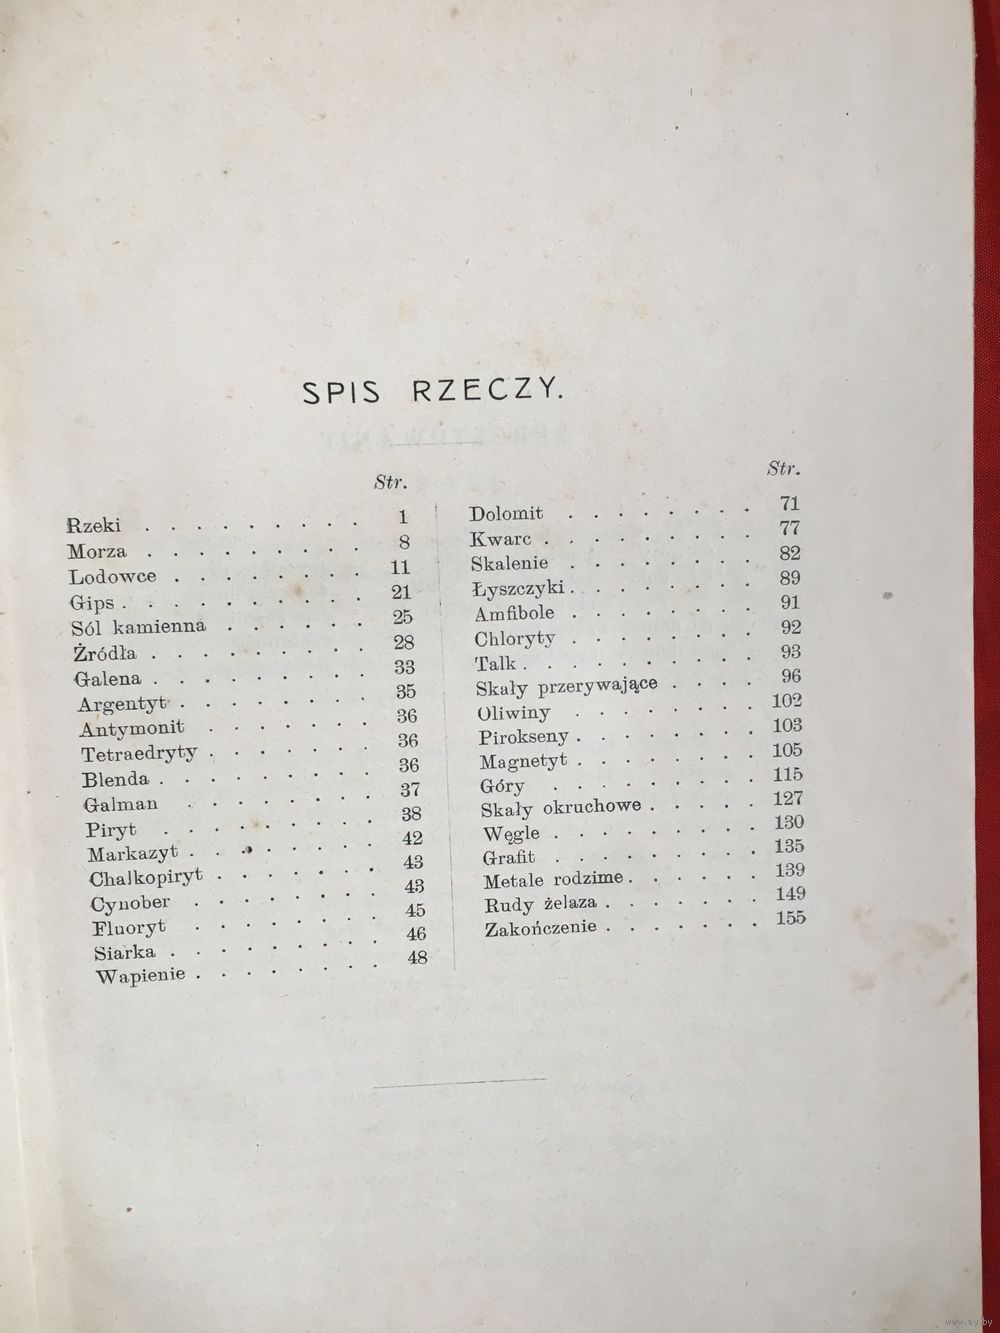 SPIS RZECZY.
Str.
Rzeki . . . . . . . . . 1
Morza . . . . . . . . . 8
Lodowce . . . . . . . . 11
Gips . . . . . . . . . . 21
Sól kamienna . . . . . . 25
Źródła . . . . . . . . . 28
Galena . . . . . . . . . 33
Argentyt . . . . . . . . 35
Antymonit . . . . . . . 36
Tetraedryty . . . . . . . 36
Blenda . . . . . . . . . 36
Galman . . . . . . . . 37
Piryt . . . . . . . . . 38
Markazyt . . . . . . . . 42
Chalkopiryt . . . . . . . 43
Cynober . . . . . . . . 43
Fluoryt . . . . . . . . 45
Siarka . . . . . . . . . 46
Wapienie . . . . . . . . 48
Str.
Dolomit . . . . . . . . 71
Kwarc . . . . . . . . . 77
Skalenie . . . . . . . . 82
Łyszczyki . . . . . . . . 89
Amfibole . . . . . . . . 91
Chloryty . . . . . . . . 92
Talk . . . . . . . . . . 93
Skały przerywające . . . . 96
Oliwiny . . . . . . . . 102
Pirokseny . . . . . . . . 103
Magnetyt . . . . . . . . 105
Góry . . . . . . . . . 115
Skały okruchowe . . . . . 127
Węgle . . . . . . . . . 130
Grafit . . . . . . . . . 135
Metale rodzime . . . . . . 139
Rudy żelaza . . . . . . . 149
Zakończenie . . . . . . . 155
www.ay.by